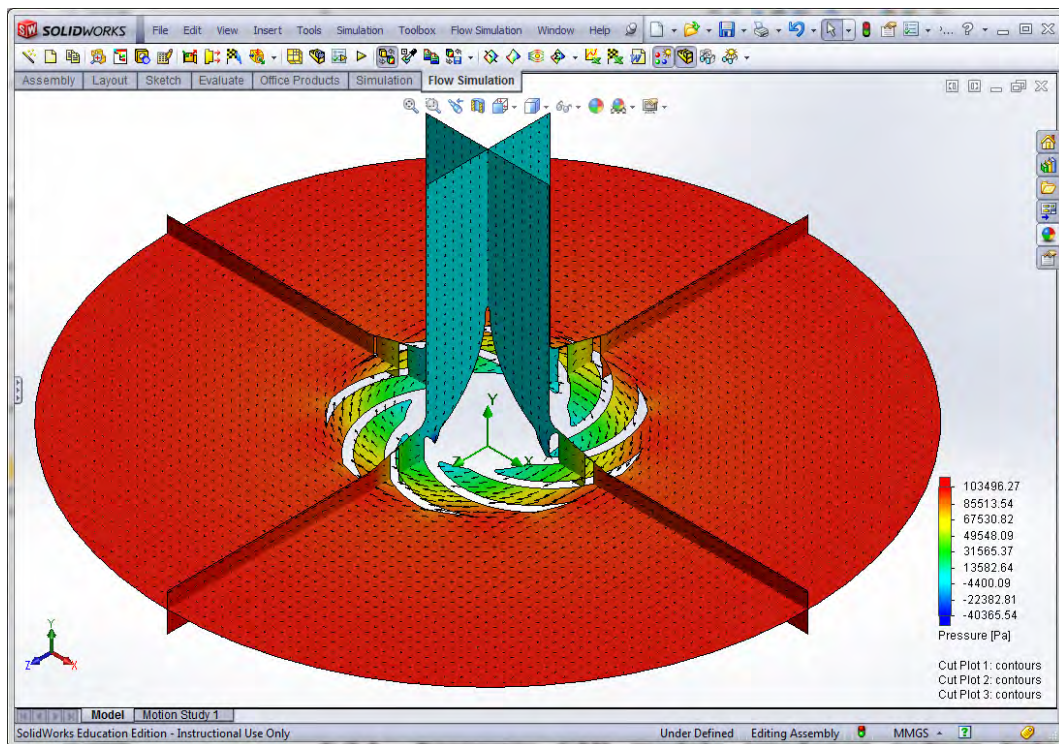 SW SOLIDWORKS File Edit View Insert Tools Simulation Toolbox Flow Simulation Window Help
Assembly Layout Sketch Evaluate Office Products Simulation Flow Simulation
Y
Z X
103496.27
85513.54
67530.82
49548.09
31565.37
13582.64
-4400.09
-22382.81
-40365.54
Pressure [Pa]
Y
Z X
Cut Plot 1: contours
Cut Plot 2: contours
Cut Plot 3: contours
Model Motion Study 1
SolidWorks Education Edition - Instructional Use Only Under Defined Editing Assembly MMGS